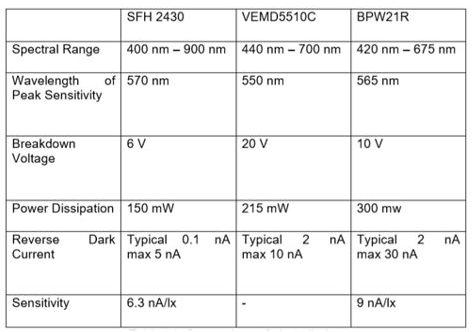 SFH 2430 VEMD5510C BPW21R
Spectral Range 400 nm – 900 nm 440 nm – 700 nm 420 nm – 675 nm
Wavelength of 570 nm 550 nm 565 nm
Peak Sensitivity
Breakdown 6 V 20 V 10 V
Voltage
Power Dissipation 150 mW 215 mW 300 mw
Reverse Dark Typical 0.1 nA Typical 2 nA Typical 2 nA
Current max 5 nA max 10 nA max 30 nA
Sensitivity 6.3 nA/lx - 9 nA/lx